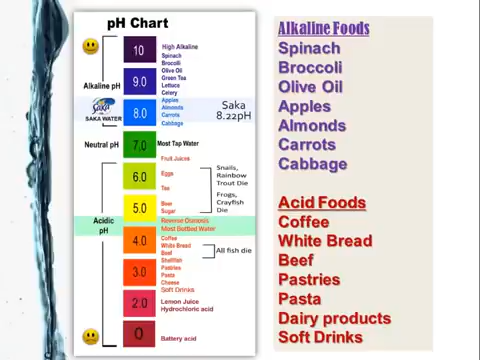 pH Chart
10
High Alkaline
Spinach
Brocolli
Olive Oil
9.0
Green Tea
Lettuce
Celery
Alkaline pH
Apples
Almonds
Carrots
Cabbage
8.0
Saka
SAKA WATER
Saka
8.22pH
Neutral pH
7.0
Most Tap Water
Fruit Juices
6.0
Eggs
Tea
Snails,
Rainbow
Trout Die
Frogs,
Crayfish
Die
5.0
Beer
Sugar
Acidic
pH
Reverse Osmosis
Most Bottled Water
4.0
Coffee
White Bread
Beef
All fish die
Shellfish
3.0
Pastries
Pasta
Cheese
Soft Drinks
2.0
Lemon Juice
Hydrochloric acid
0
Battery acid
Alkaline Foods
Spinach
Broccoli
Olive Oil
Apples
Almonds
Carrots
Cabbage
Acid Foods
Coffee
White Bread
Beef
Pastries
Pasta
Dairy products
Soft Drinks